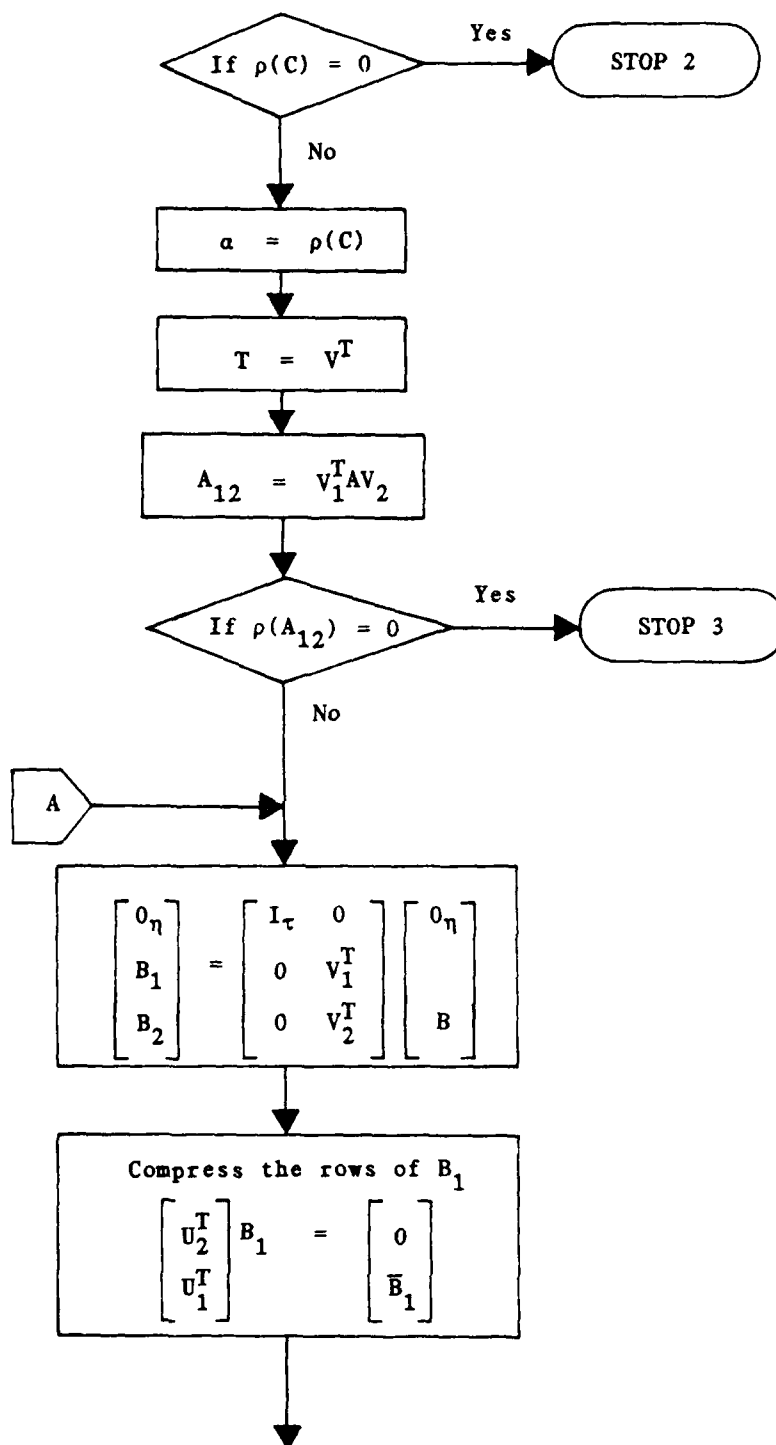 If ρ(C) = 0
Yes
STOP 2
No
α = ρ(C)
T = V^T
A_12 = V_1^T AV_2
If ρ(A_12) = 0
Yes
STOP 3
No
A
[0_η] = [I_τ 0] [0_η]
[B_1] [0 V_1^T]
[B_2] [0 V_2^T] [B]
Compress the rows of B_1
[U_2^T] B_1 = [0]
[U_1^T] [B̅_1]